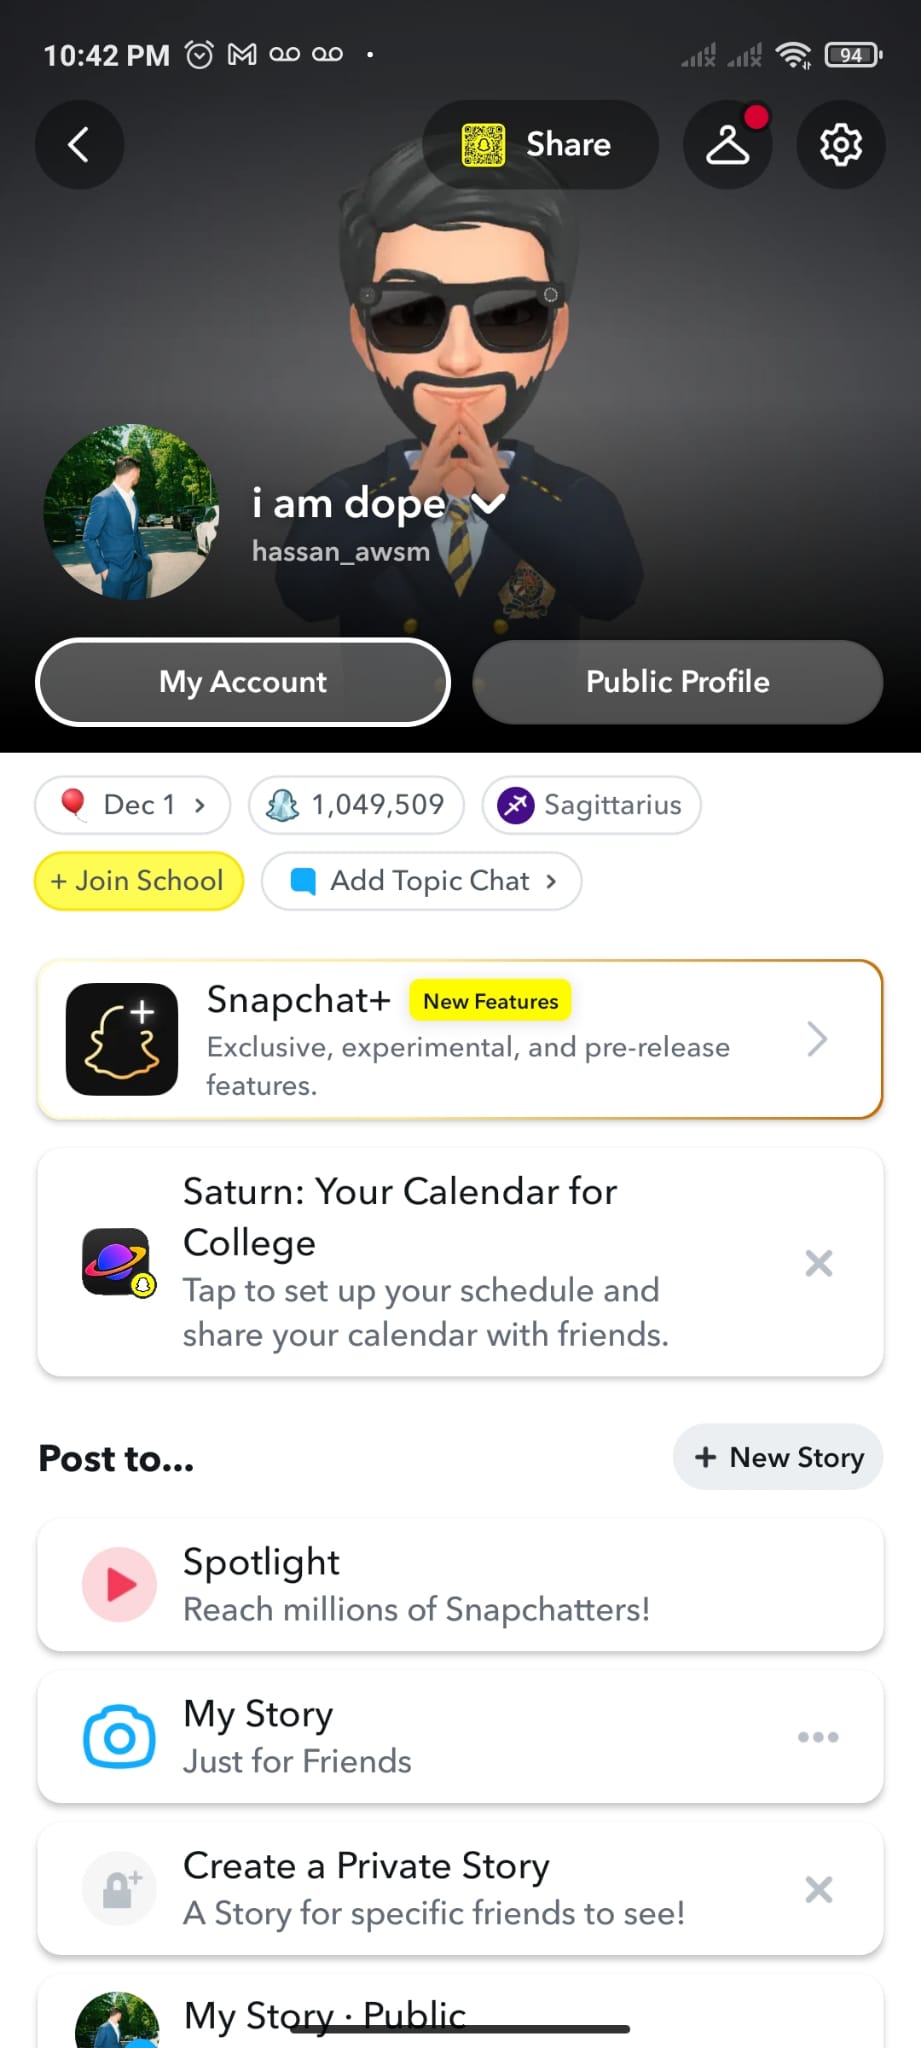 10:42 PM
94
Share
i am dope
hassan_awsm
My Account
Public Profile
Dec 1
1,049,509
Sagittarius
+ Join School
Add Topic Chat
Snapchat+
New Features
Exclusive, experimental, and pre-release
features.
Saturn: Your Calendar for
College
Tap to set up your schedule and
share your calendar with friends.
Post to...
+ New Story
Spotlight
Reach millions of Snapchatters!
My Story
Just for Friends
Create a Private Story
A Story for specific friends to see!
My Story · Public